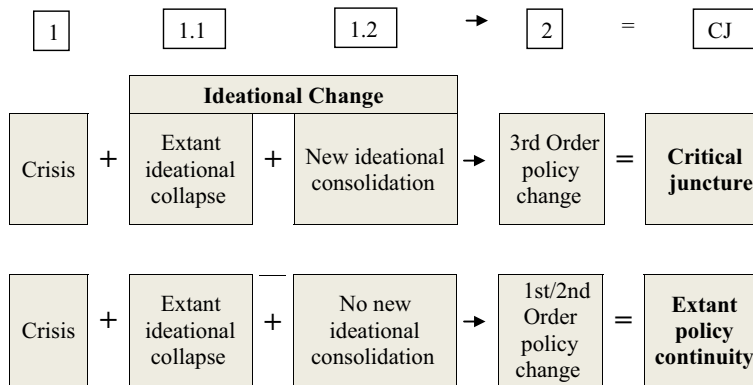 1
1.1
1.2
→
2
=
CJ
Ideational Change
Crisis
+
Extant
ideational
collapse
+
New ideational
consolidation
→
3rd Order
policy
change
=
Critical
juncture
Crisis
+
Extant
ideational
collapse
+
No new
ideational
consolidation
→
1st/2nd
Order
policy
change
=
Extant
policy
continuity